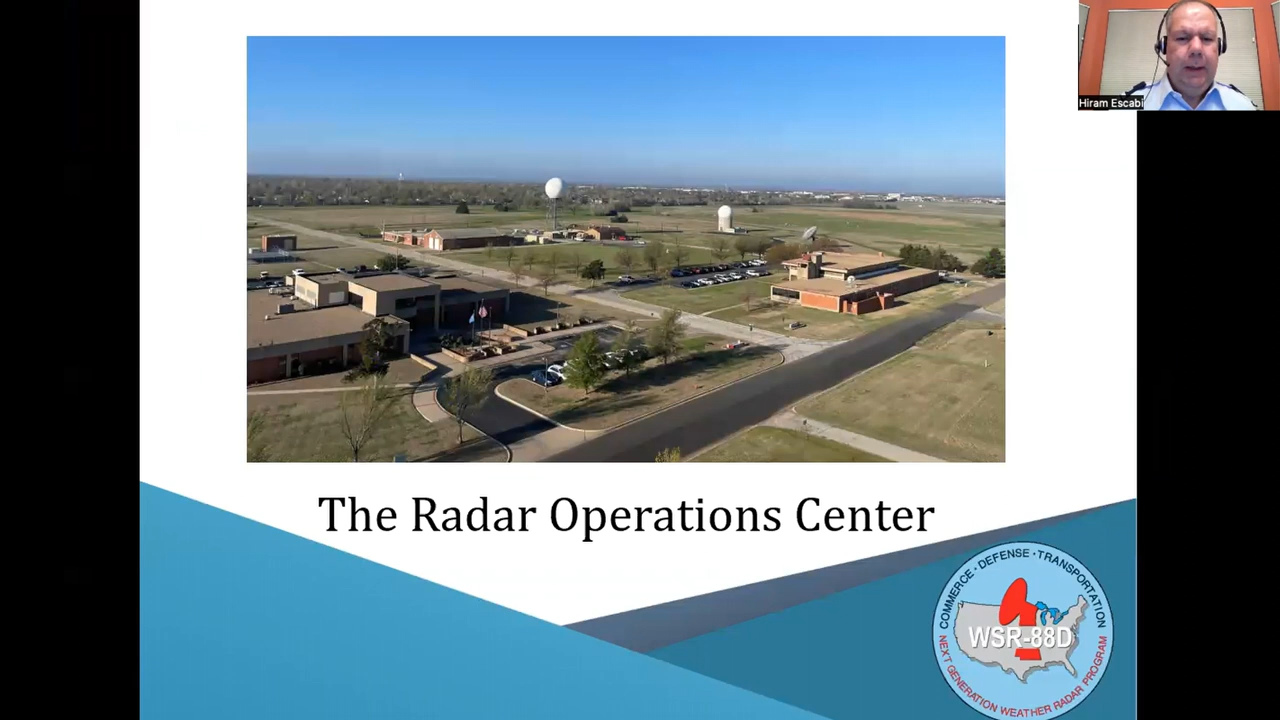 Hiram Escabi
The Radar Operations Center
COMMERCE · DEFENSE · TRANSPORTATION
WSR-88D
NEXT GENERATION WEATHER RADAR PROGRAM